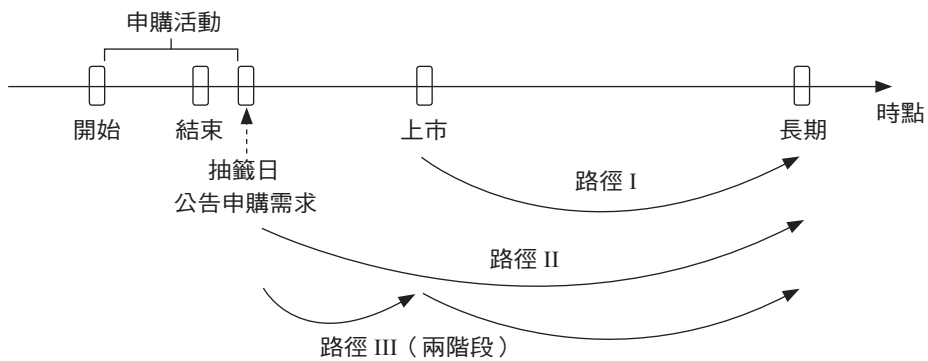 申購活動
開始
結束
上市
長期
時點
抽籤日
公告申購需求
路徑 I
路徑 II
路徑 III（兩階段）